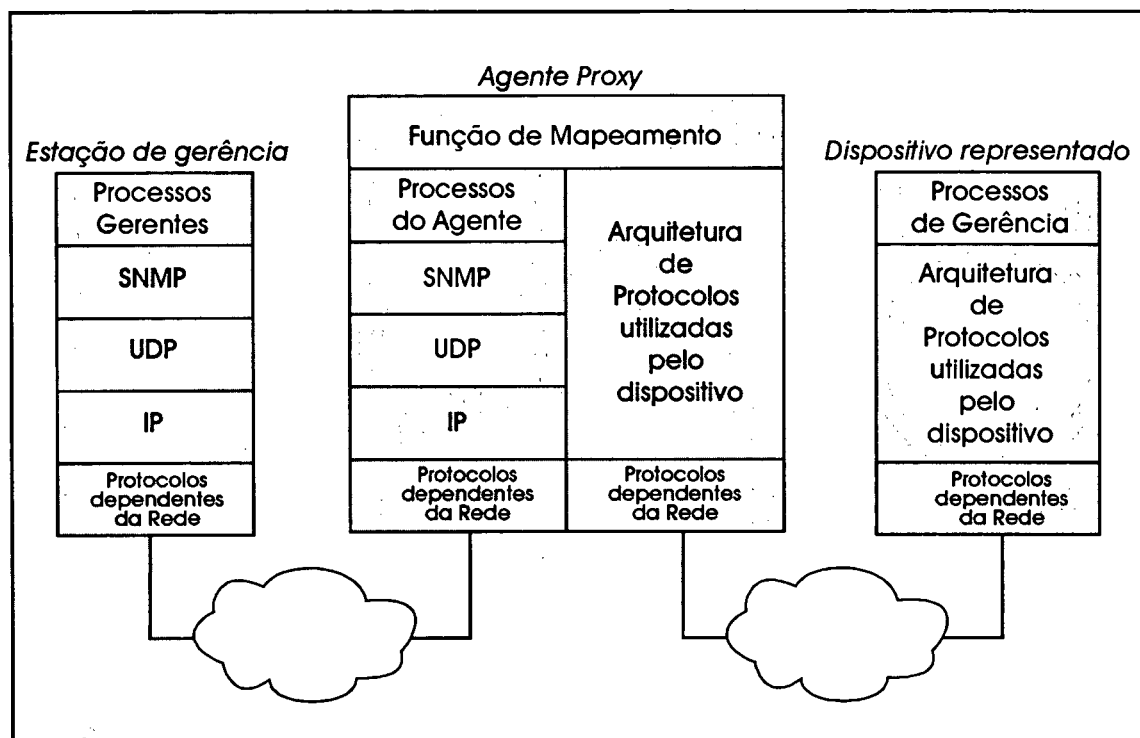 Agente Proxy
Função de Mapeamento
Estação de gerência
Processos
Gerentes
SNMP
UDP
IP
Protocolos
dependentes
da Rede
Processos
do Agente
SNMP
UDP
IP
Protocolos
dependentes
da Rede
Arquitetura
de
Protocolos
utilizadas
pelo
dispositivo
Protocolos
dependentes
da Rede
Dispositivo representado
Processos
de Gerência
Arquitetura
de
Protocolos
utilizadas
pelo
dispositivo
Protocolos
dependentes
da Rede